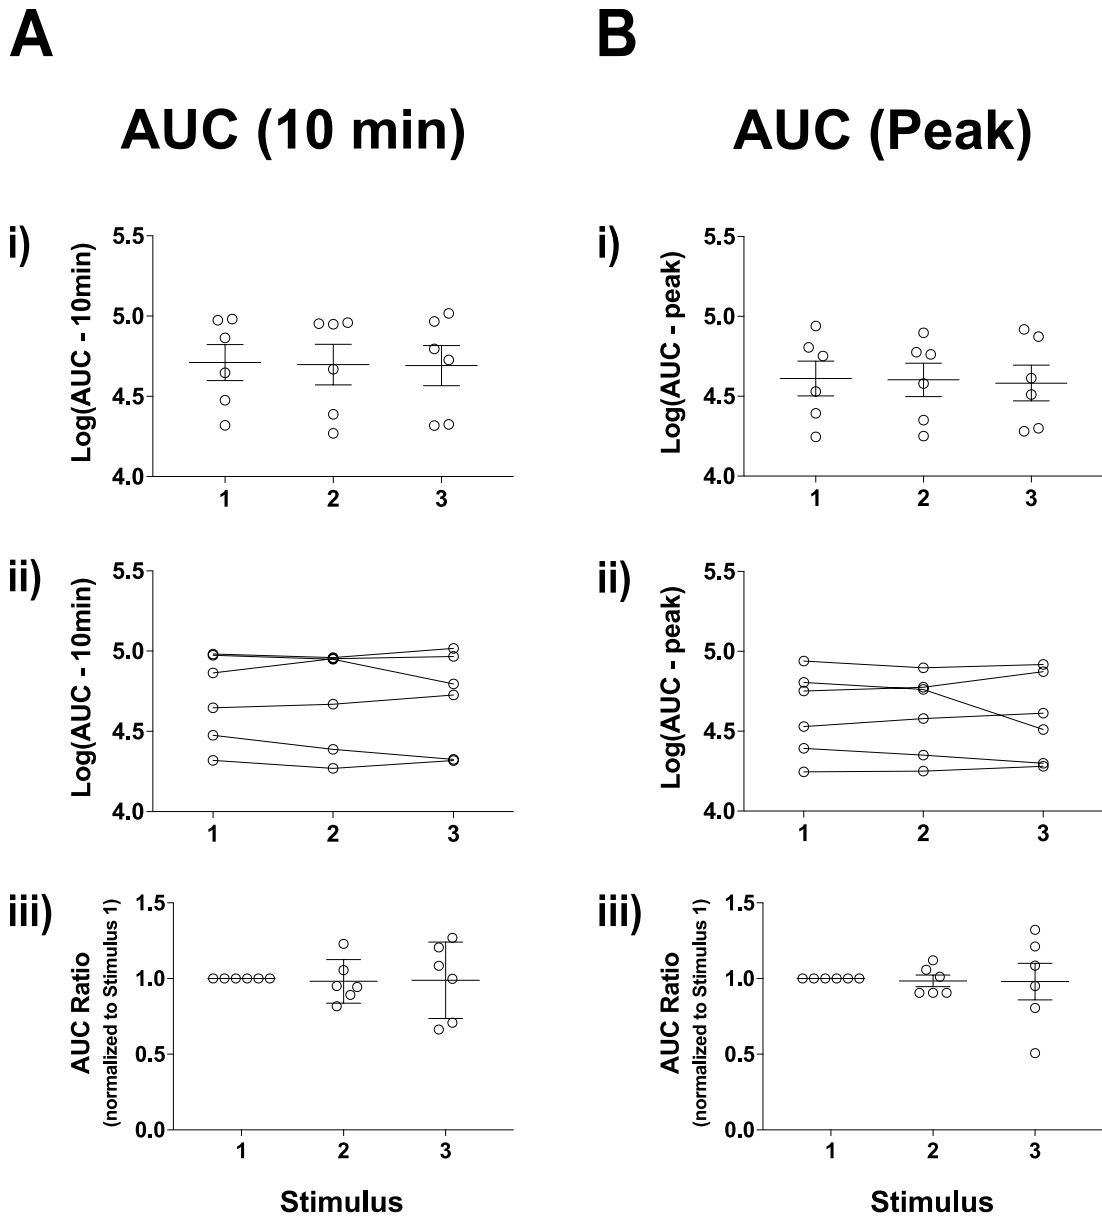 A
B
AUC (10 min)
AUC (Peak)
i)
Log(AUC - 10min)
5.5
5.0
4.5
4.0
1
2
3
i)
Log(AUC - peak)
5.5
5.0
4.5
4.0
1
2
3
ii)
Log(AUC - 10min)
5.5
5.0
4.5
4.0
1
2
3
ii)
Log(AUC - peak)
5.5
5.0
4.5
4.0
1
2
3
iii)
AUC Ratio
(normalized to Stimulus 1)
1.5
1.0
0.5
0.0
1
2
3
Stimulus
iii)
AUC Ratio
(normalized to Stimulus 1)
1.5
1.0
0.5
0.0
1
2
3
Stimulus